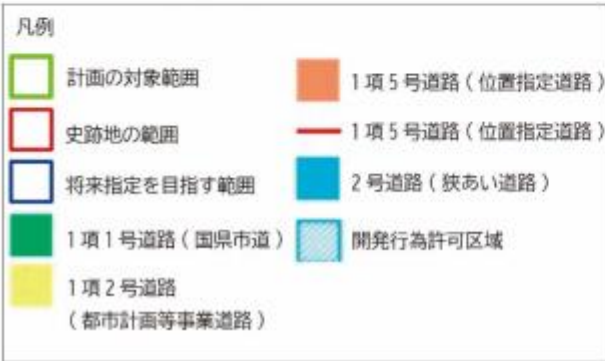 凡例
計画の対象範囲
史跡地の範囲
将来指定を目指す範囲
1項1号道路（国県市道）
1項2号道路
（都市計画等事業道路）
1項5号道路（位置指定道路）
1項5号道路（位置指定道路）
2号道路（狭あい道路）
開発行為許可区域